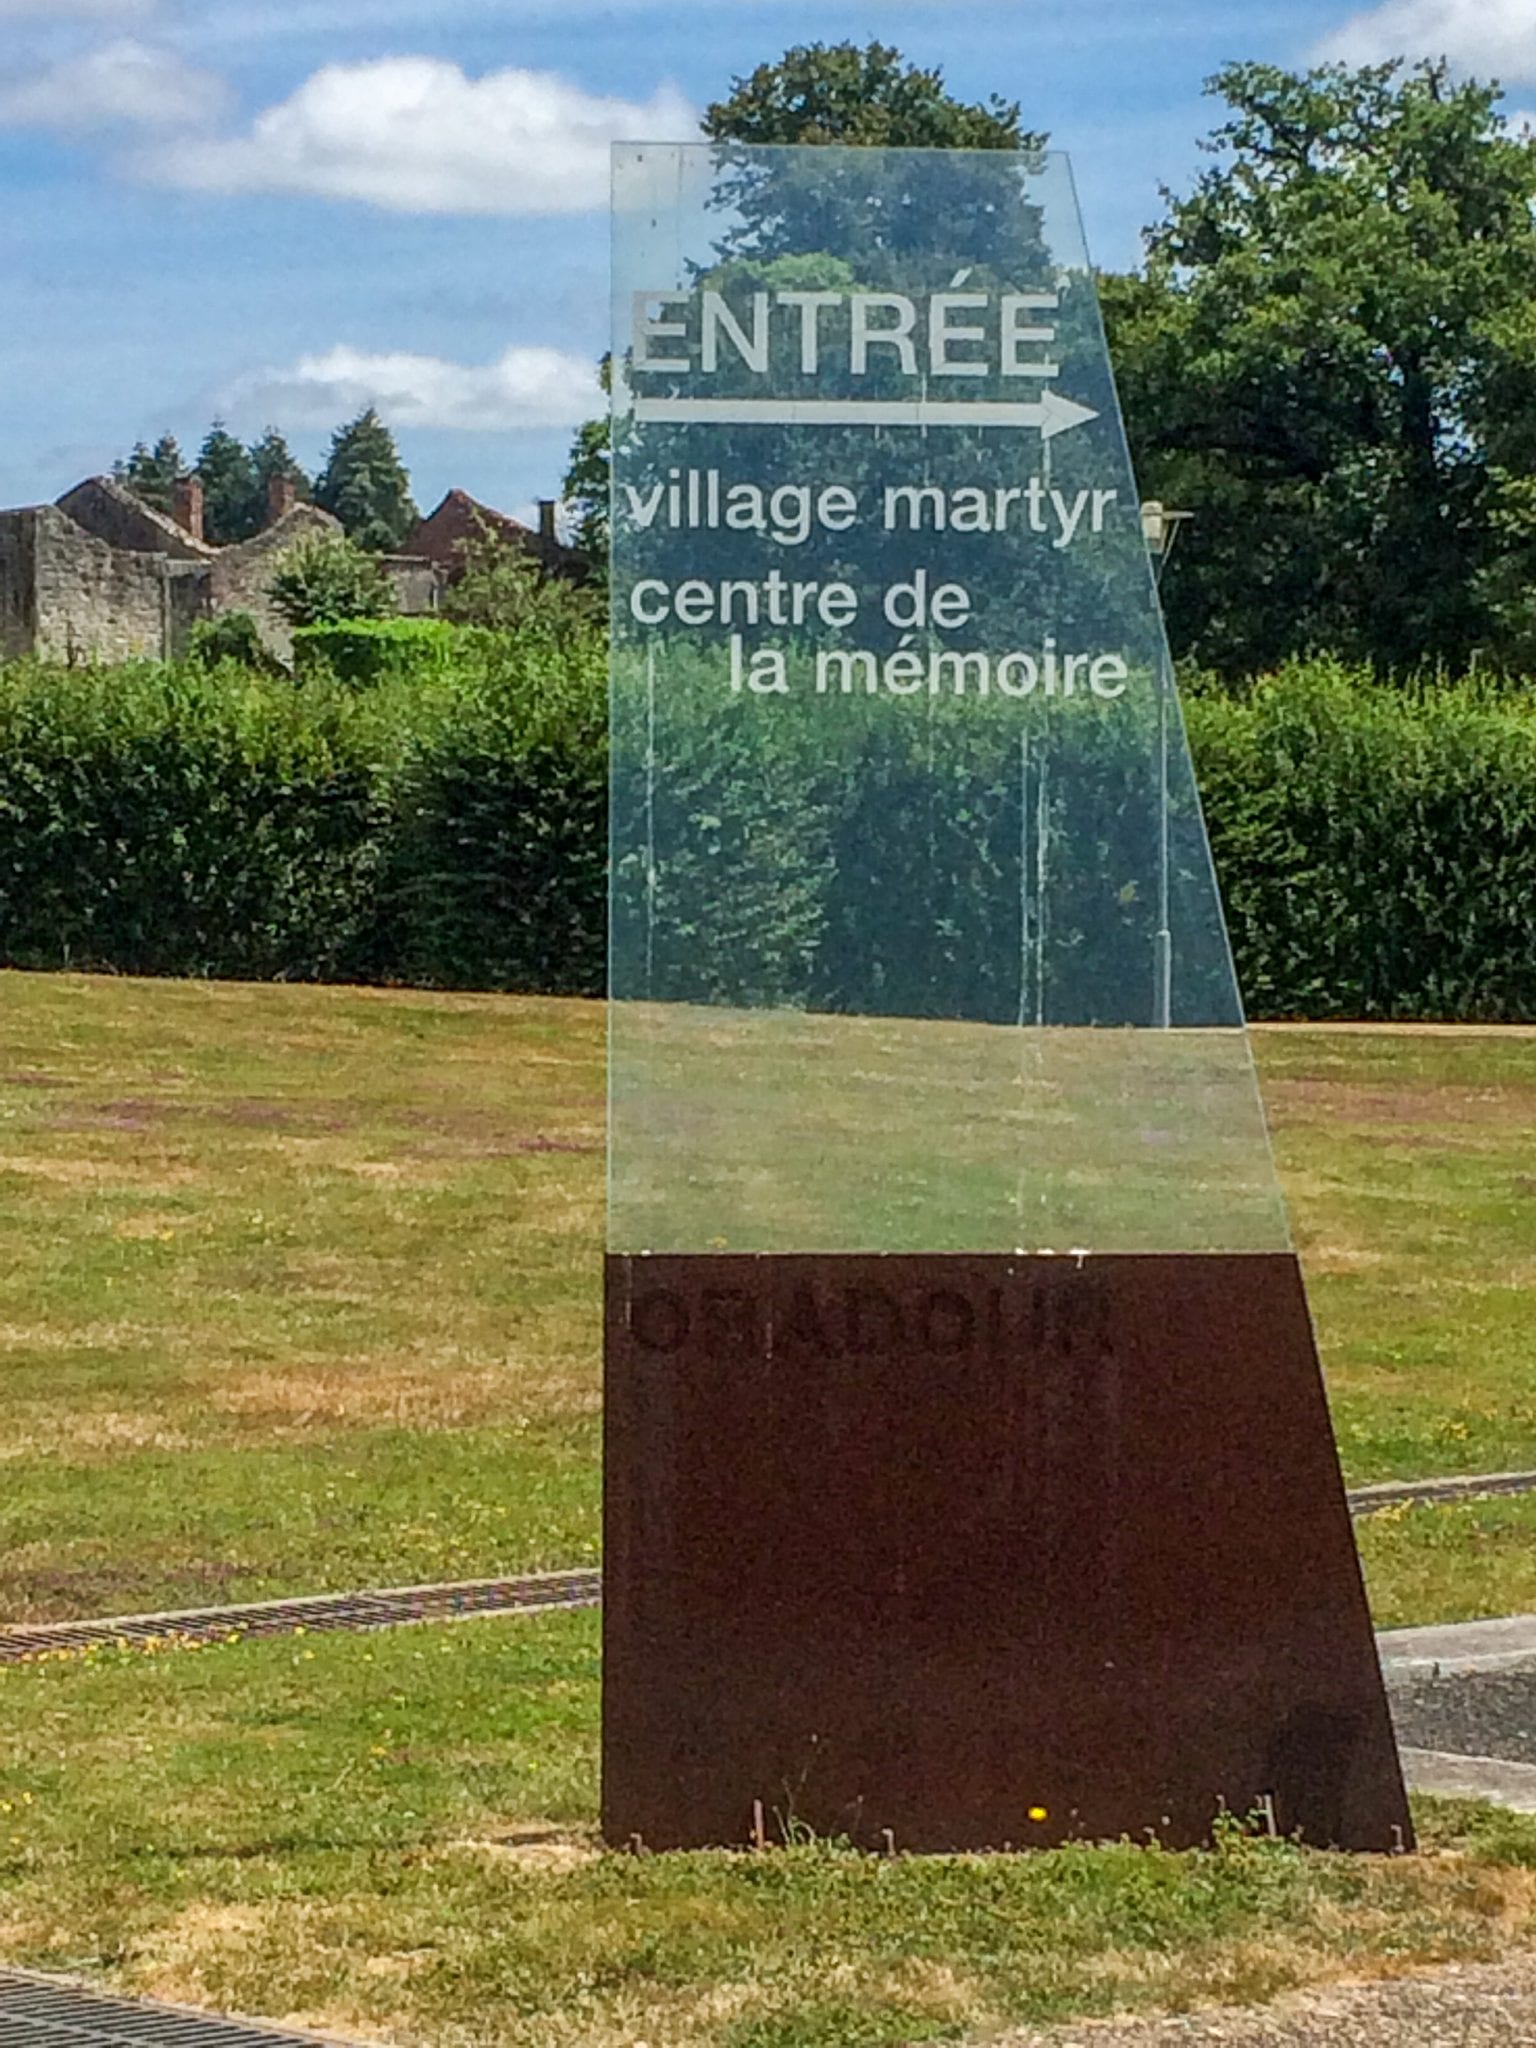 ENTRÉE
village martyr
centre de
la mémoire
ORADOUR